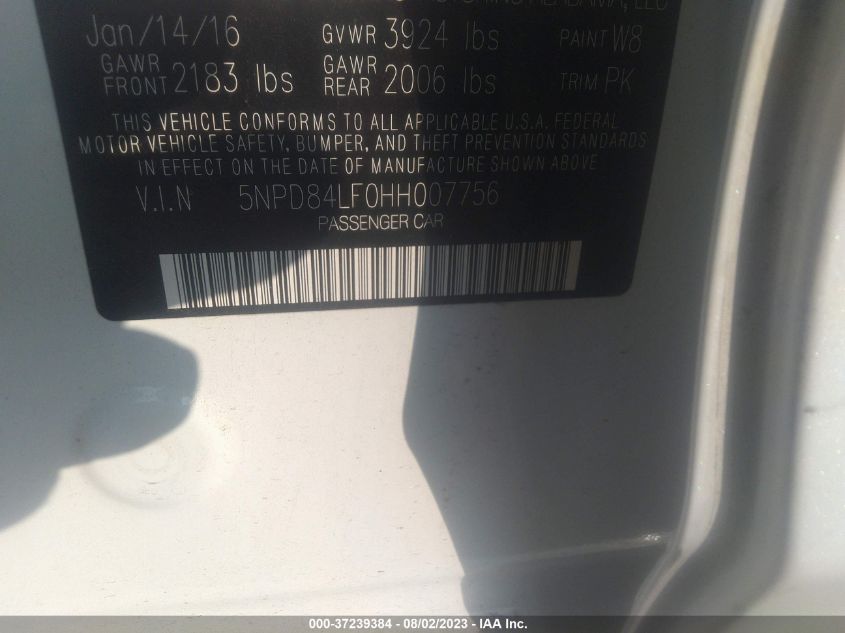 ALABAMA, LLC
Jan/14/16 GVWR 3924 lbs PAINT W8
GAWR FRONT 2183 lbs GAWR REAR 2006 lbs TRIM PK
THIS VEHICLE CONFORMS TO ALL APPLICABLE U.S.A. FEDERAL
MOTOR VEHICLE SAFETY, BUMPER, AND THEFT PREVENTION STANDARDS
IN EFFECT ON THE DATE OF MANUFACTURE SHOWN ABOVE
V.I.N 5NPD84LF0HH007756
PASSENGER CAR
000-37239384 - 08/02/2023 - IAA Inc.